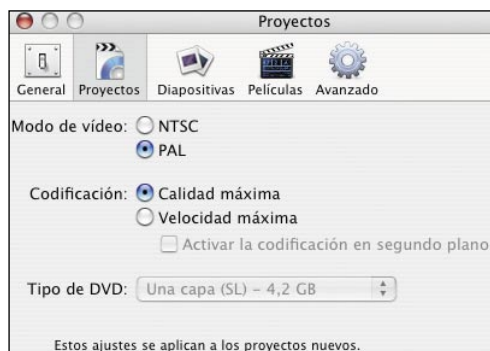 Proyectos
General Proyectos Diapositivas Películas Avanzado
Modo de vídeo: NTSC
PAL
Codificación: Calidad máxima
Velocidad máxima
Activar la codificación en segundo plano
Tipo de DVD: Una capa (SL) – 4,2 GB
Estos ajustes se aplican a los proyectos nuevos.